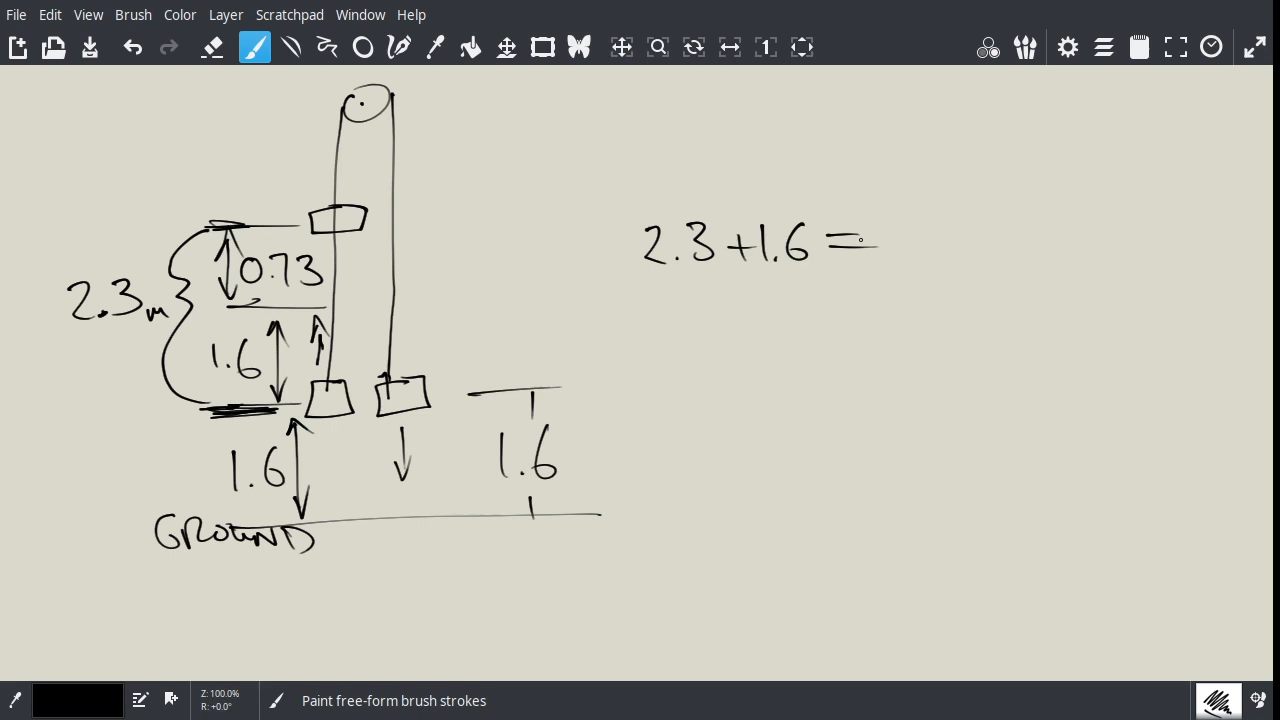 File Edit View Brush Color Layer Scratchpad Window Help
2.3 + 1.6 =
0.73
2.3m
1.6
1.6
1.6
GROUND
Z: 100.0%
R: +0.0°
Paint free-form brush strokes